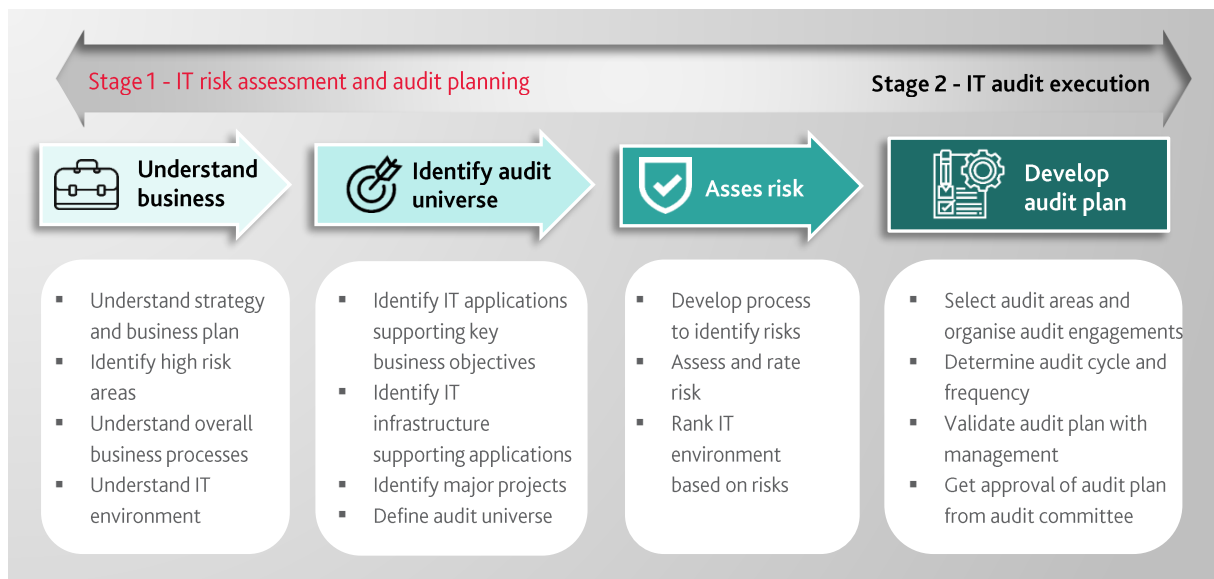 Stage 1 - IT risk assessment and audit planning
Stage 2 - IT audit execution
Understand
business
Identify audit
universe
Asses risk
Develop
audit plan
▪ Understand strategy
and business plan
▪ Identify high risk
areas
▪ Understand overall
business processes
▪ Understand IT
environment
▪ Identify IT applications
supporting key
business objectives
▪ Identify IT
infrastructure
supporting applications
▪ Identify major projects
▪ Define audit universe
▪ Develop process
to identify risks
▪ Assess and rate
risk
▪ Rank IT
environment
based on risks
▪ Select audit areas and
organise audit engagements
▪ Determine audit cycle and
frequency
▪ Validate audit plan with
management
▪ Get approval of audit plan
from audit committee